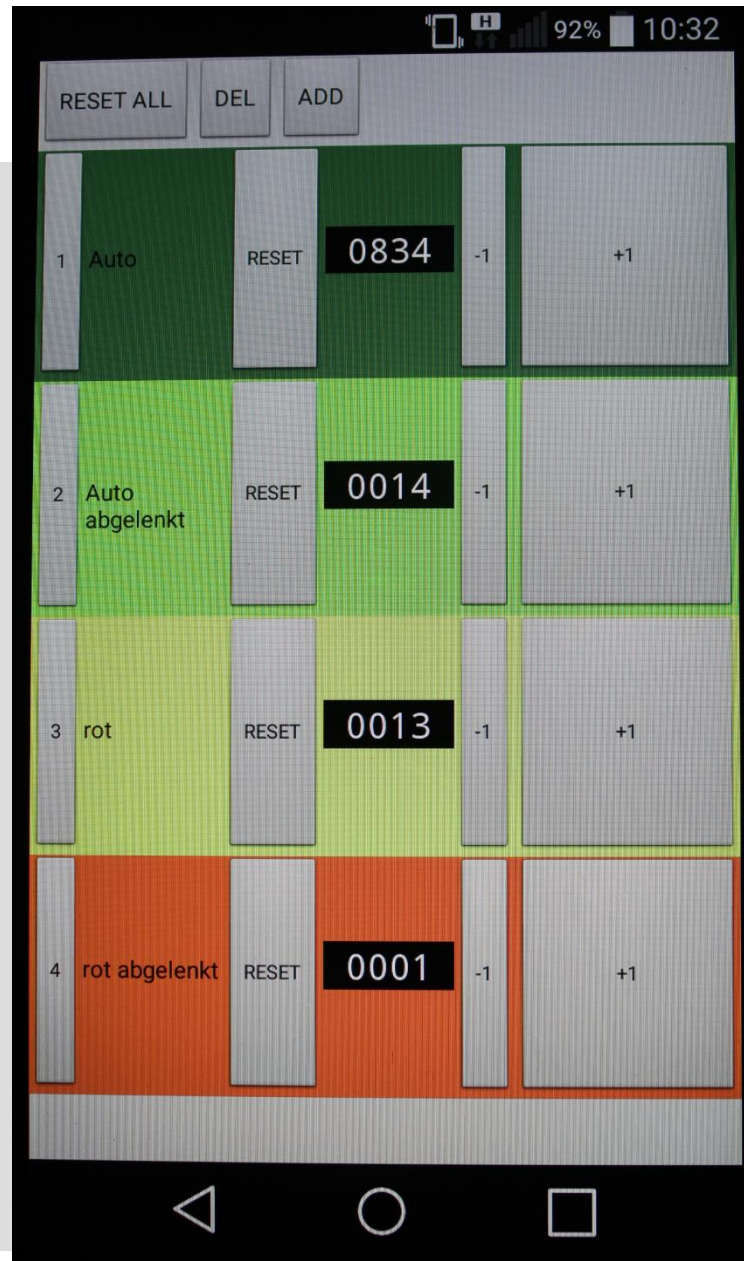 H 92% 10:32
RESET ALL DEL ADD
1 Auto RESET 0834 -1 +1
2 Auto abgelenkt RESET 0014 -1 +1
3 rot RESET 0013 -1 +1
4 rot abgelenkt RESET 0001 -1 +1